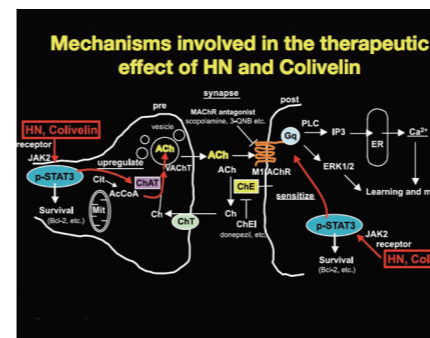 Mechanisms involved in the therapeutic
effect of HN and Colivelin
synapse
pre
post
MAChR antagonist
scopolamine, 3-QNB etc.
vesicle
PLC
HN, Colivelin
receptor
JAK2
ACh
Gq
IP3
ER
Ca2+
upregulate
VAChT
ACh
M1AChR
ERK1/2
p-STAT3
Cit
ChAT
ACh
AcCoA
ChE
Learning and m
sensitize
Mit
Ch
ChT
Ch
Survival
(Bcl-2, etc.)
ChEI
donepezil, etc.
p-STAT3
JAK2
receptor
Survival
(Bcl-2, etc.)
HN, Col